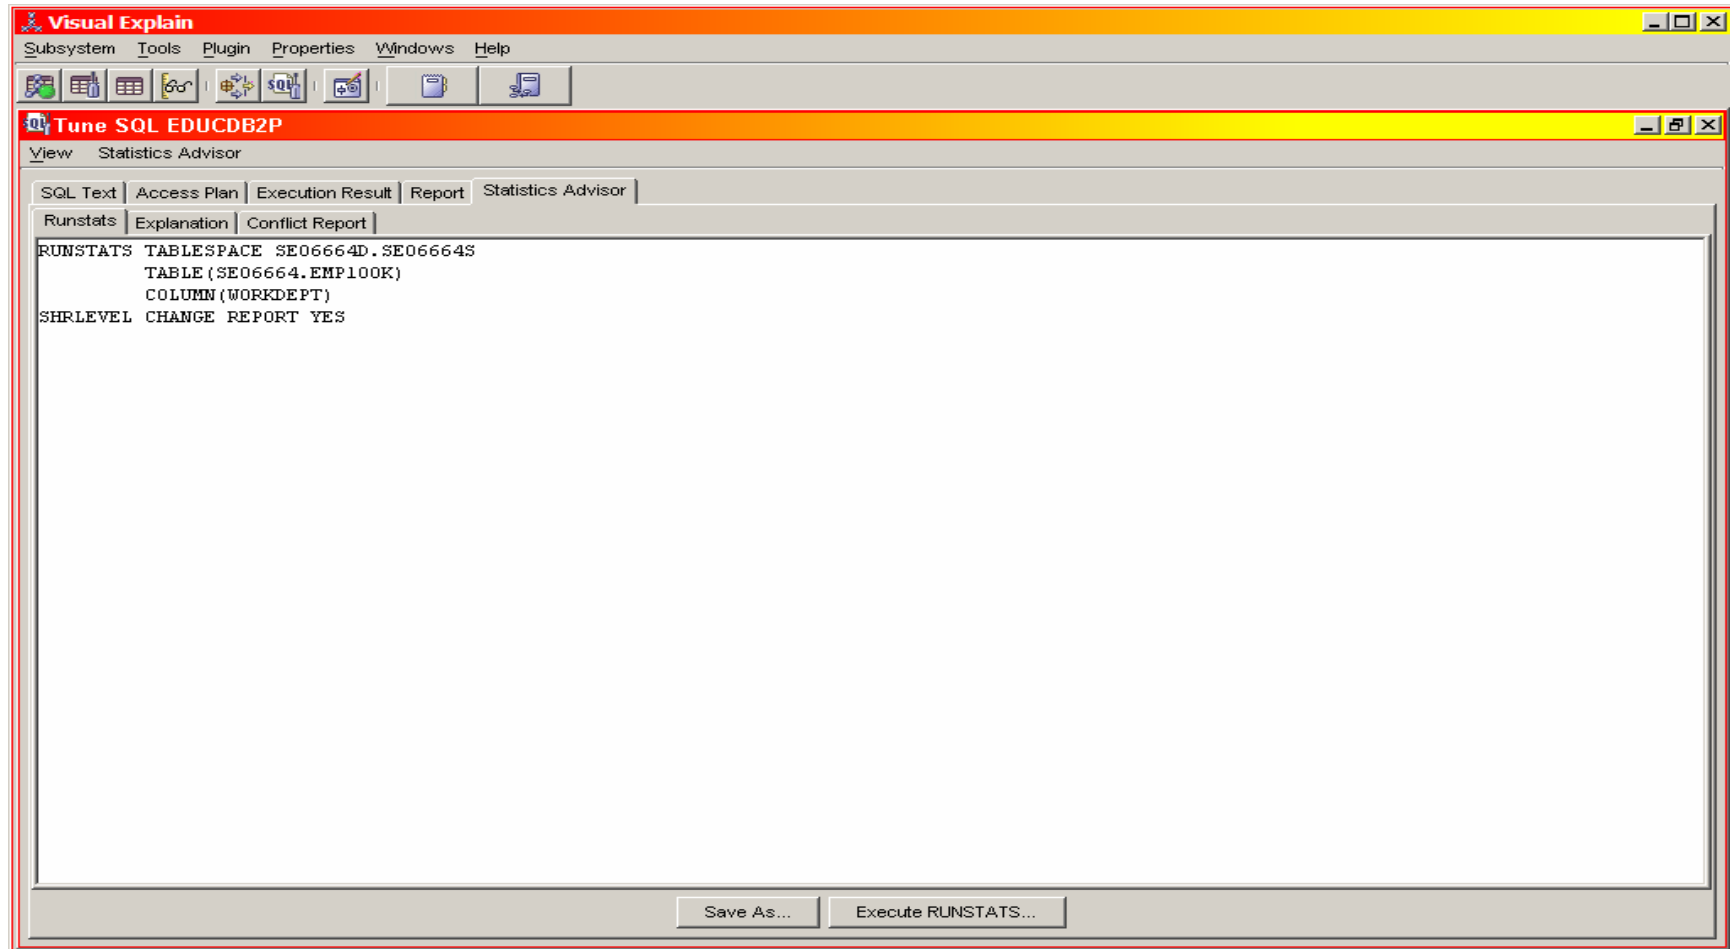 Visual Explain
Subsystem Tools Plugin Properties Windows Help
SQL
SQL Tune SQL EDUCDB2P
View Statistics Advisor
SQL Text Access Plan Execution Result Report Statistics Advisor
Runstats Explanation Conflict Report
RUNSTATS TABLESPACE SE06664D.SE06664S
TABLE(SE06664.EMP100K)
COLUMN(WORKDEPT)
SHRLEVEL CHANGE REPORT YES
Save As... Execute RUNSTATS...